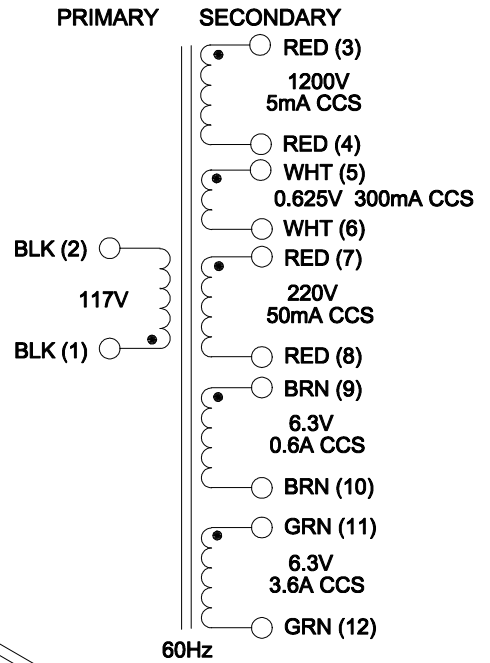 PRIMARY SECONDARY
RED (3)
1200V
5mA CCS
RED (4)
WHT (5)
0.625V 300mA CCS
WHT (6)
BLK (2)
RED (7)
117V
220V
50mA CCS
BLK (1)
RED (8)
BRN (9)
6.3V
0.6A CCS
BRN (10)
GRN (11)
6.3V
3.6A CCS
GRN (12)
60Hz